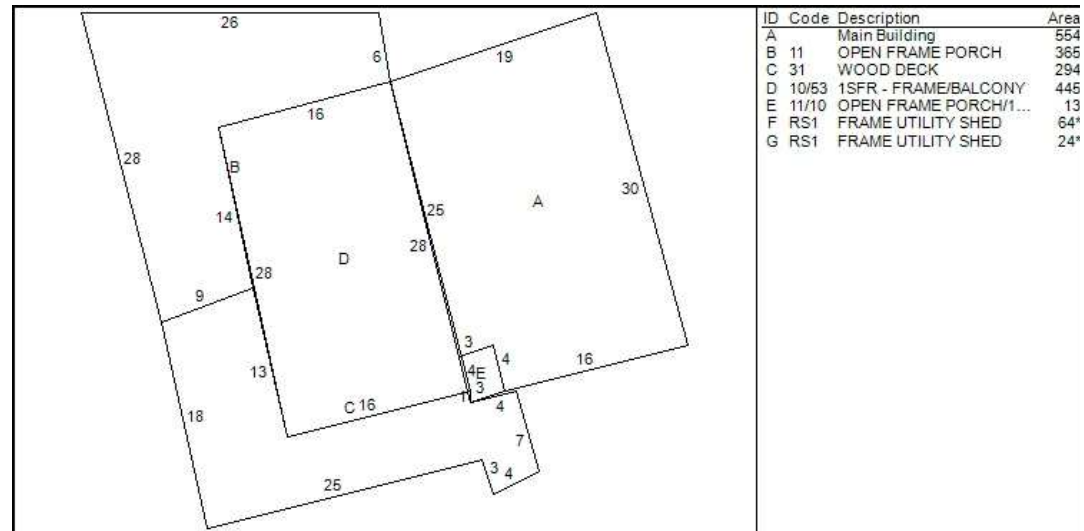 ID Code Description Area
A Main Building 554
B 11 OPEN FRAME PORCH 365
C 31 WOOD DECK 294
D 10/53 1SFR - FRAME/BALCONY 445
E 11/10 OPEN FRAME PORCH/1... 13
F RS1 FRAME UTILITY SHED 64*
G RS1 FRAME UTILITY SHED 24*
26
6
19
16
28
B
30
14
25
A
28
D
28
9
3
4
4
E
16
13
3
1
C 16
4
18
7
3
4
25